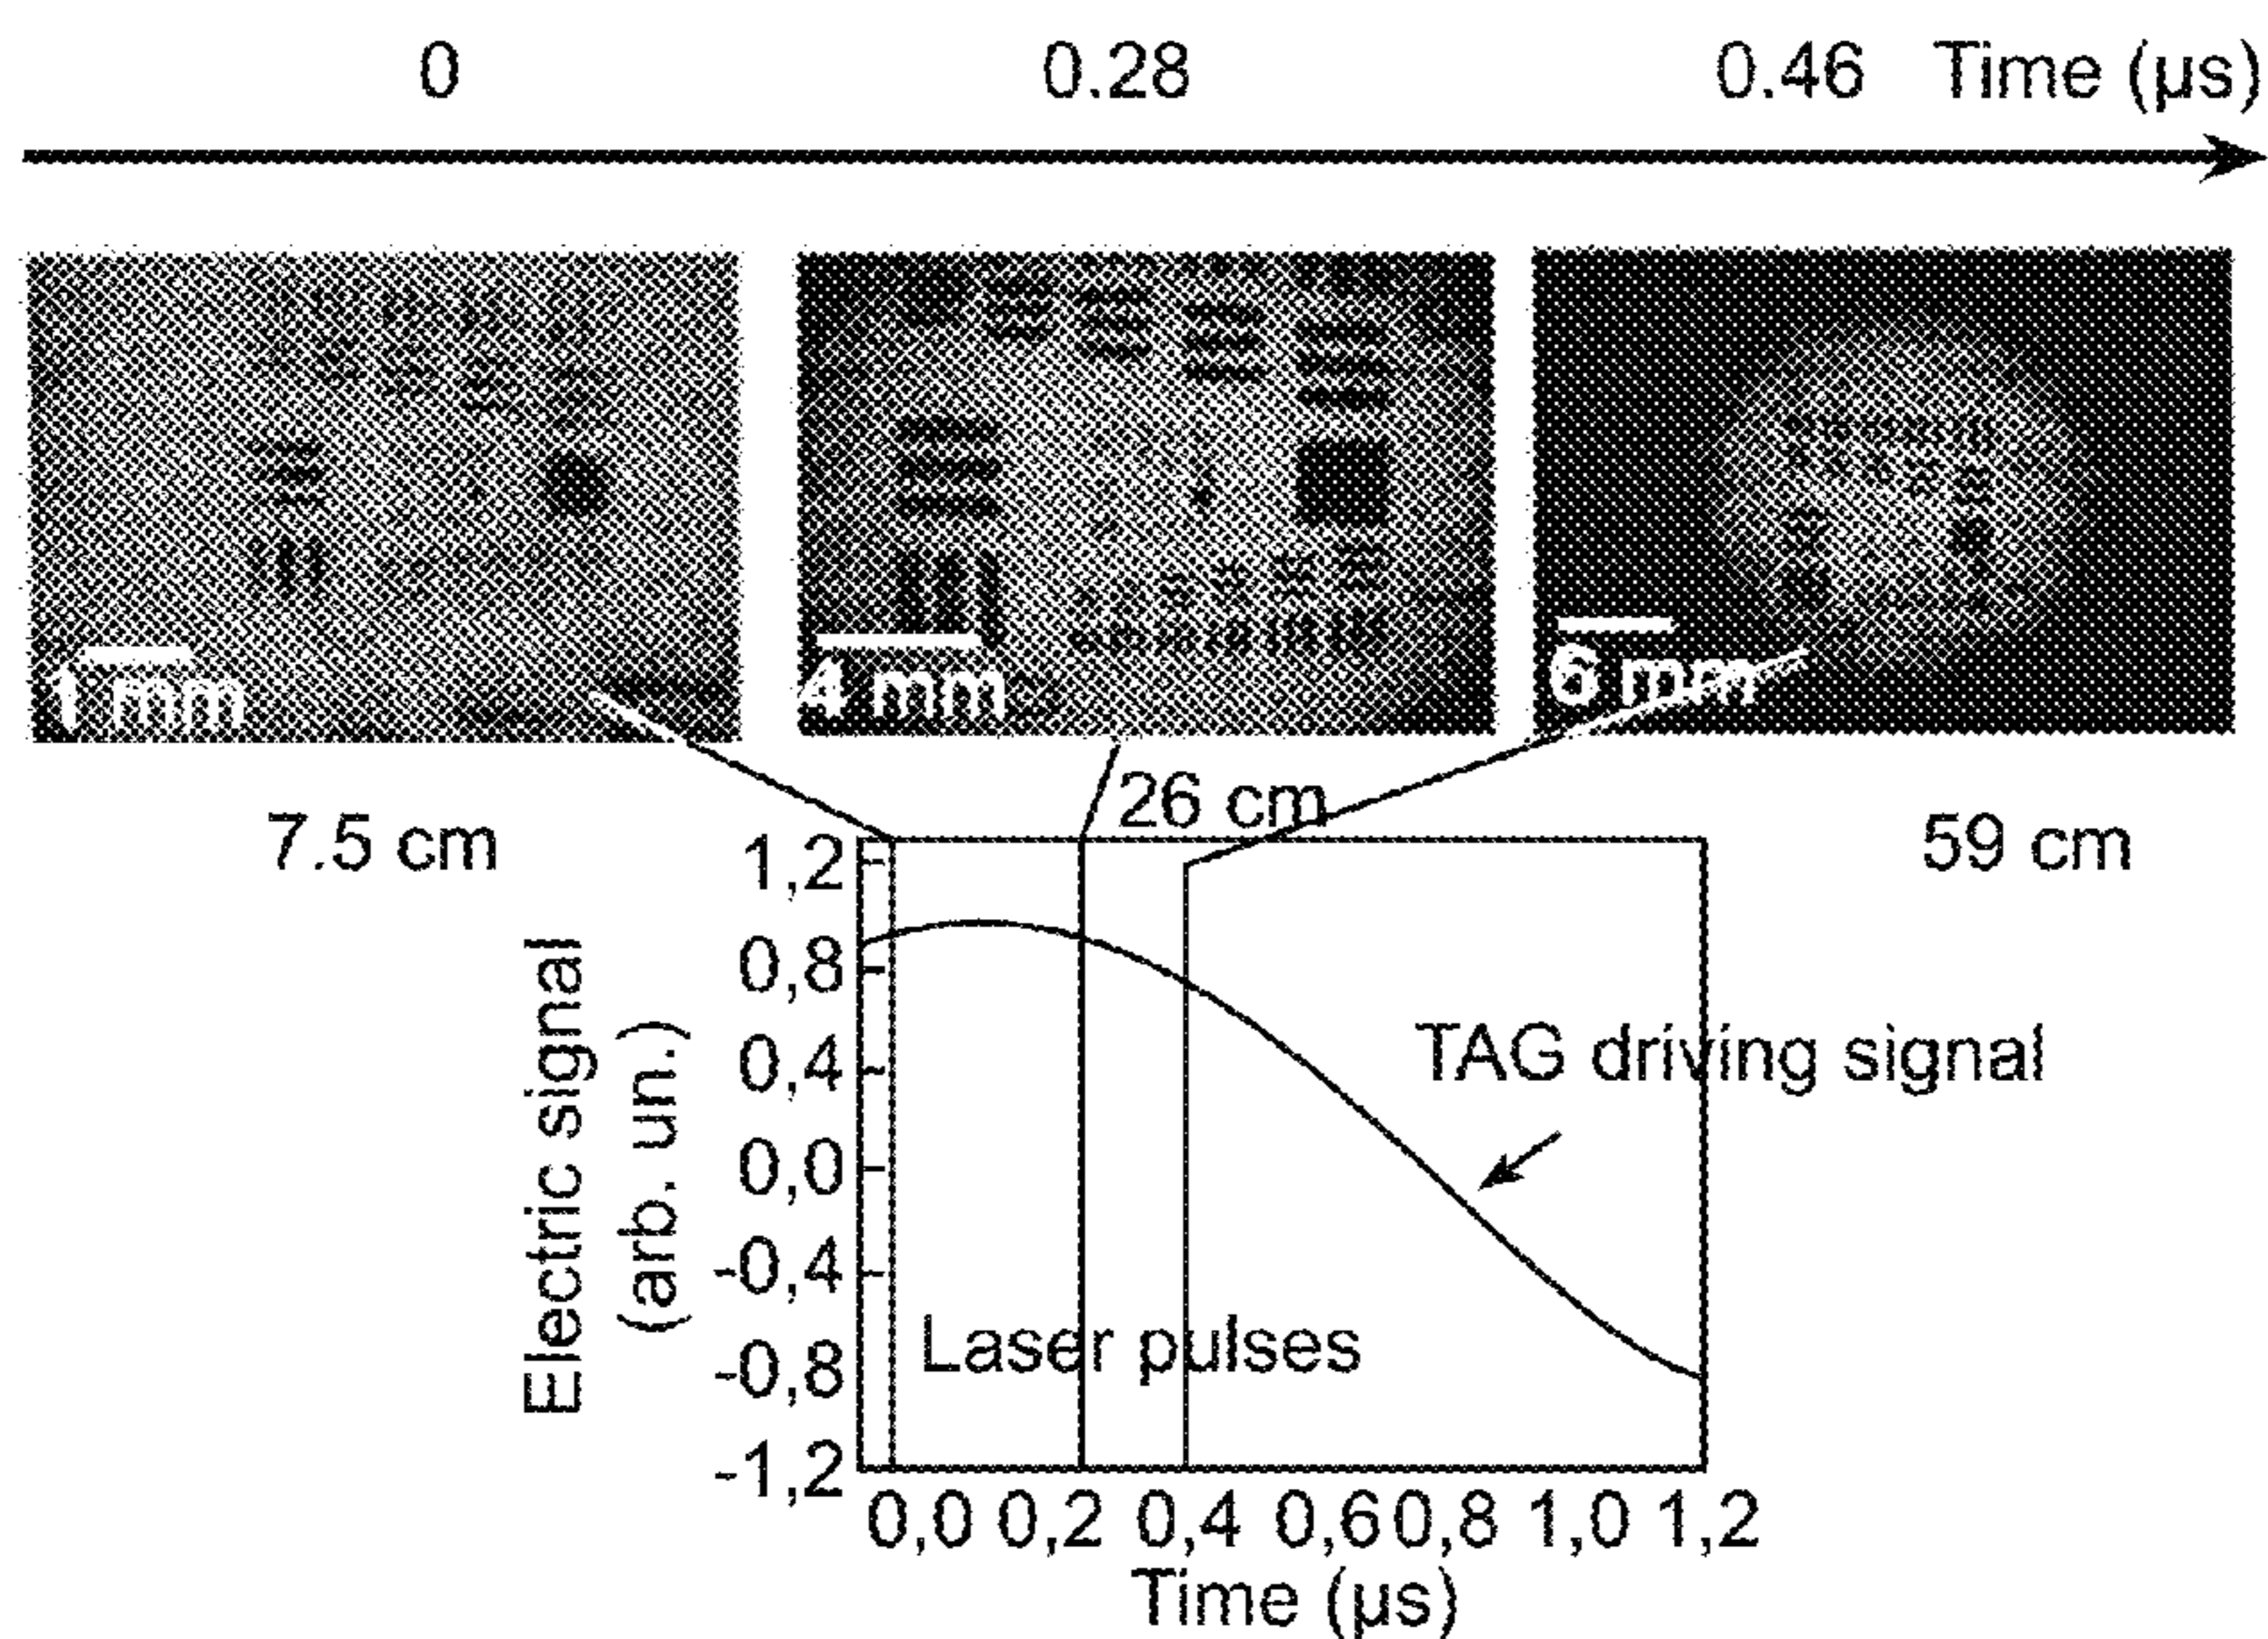 0 0.28 0.46 Time (µs)
1 mm
4 mm
6 mm
7.5 cm
26 cm
59 cm
Electric signal
(arb. un.)
1,2
0,8
0,4
0,0
-0,4
-0,8
-1,2
TAG driving signal
Laser pulses
0,0 0,2 0,4 0,6 0,8 1,0 1,2
Time (µs)